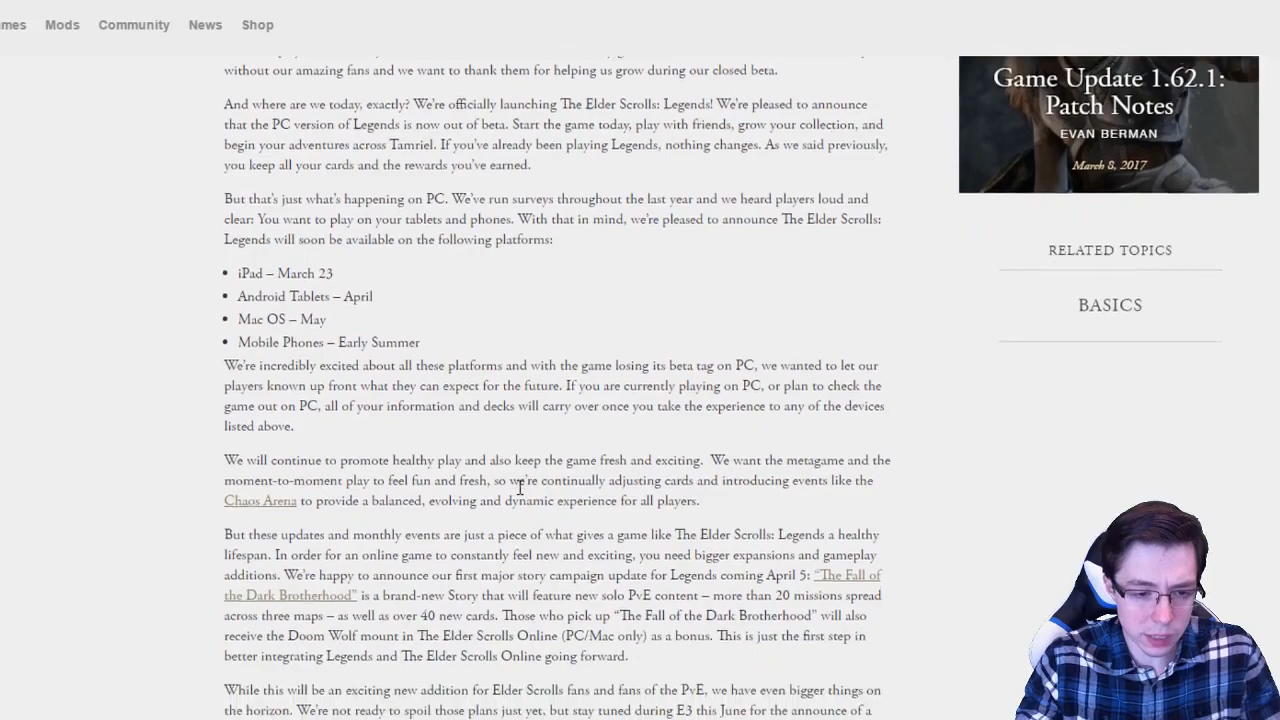 Mods Community News Shop
without our amazing fans and we want to thank them for helping us grow during our closed beta.
And where are we today, exactly? We're officially launching The Elder Scrolls: Legends! We're pleased to announce
that the PC version of Legends is now out of beta. Start the game today, play with friends, grow your collection, and
begin your adventures across Tamriel. If you've already been playing Legends, nothing changes. As we said previously,
you keep all your cards and the rewards you've earned.
But that's just what's happening on PC. We've run surveys throughout the last year and we heard players loud and
clear: You want to play on your tablets and phones. With that in mind, we're pleased to announce The Elder Scrolls:
Legends will soon be available on the following platforms:
• iPad – March 23
• Android Tablets – April
• Mac OS – May
• Mobile Phones – Early Summer
We're incredibly excited about all these platforms and with the game losing its beta tag on PC, we wanted to let our
players known up front what they can expect for the future. If you are currently playing on PC, or plan to check the
game out on PC, all of your information and decks will carry over once you take the experience to any of the devices
listed above.
We will continue to promote healthy play and also keep the game fresh and exciting. We want the metagame and the
moment-to-moment play to feel fun and fresh, so we're continually adjusting cards and introducing events like the
Chaos Arena to provide a balanced, evolving and dynamic experience for all players.
But these updates and monthly events are just a piece of what gives a game like The Elder Scrolls: Legends a healthy
lifespan. In order for an online game to constantly feel new and exciting, you need bigger expansions and gameplay
additions. We're happy to announce our first major story campaign update for Legends coming April 5: "The Fall of
the Dark Brotherhood" is a brand-new Story that will feature new solo PvE content – more than 20 missions spread
across three maps – as well as over 40 new cards. Those who pick up "The Fall of the Dark Brotherhood" will also
receive the Doom Wolf mount in The Elder Scrolls Online (PC/Mac only) as a bonus. This is just the first step in
better integrating Legends and The Elder Scrolls Online going forward.
While this will be an exciting new addition for Elder Scrolls fans and fans of the PvE, we have even bigger things on
the horizon. We're not ready to spoil those plans just yet, but stay tuned during E3 this June for the announce of a
Game Update 1.62.1:
Patch Notes
EVAN BERMAN
March 8, 2017
RELATED TOPICS
BASICS